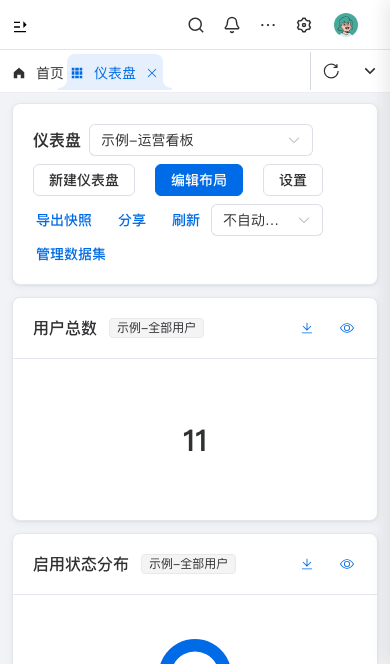 首页 仪表盘
仪表盘 示例-运营看板
新建仪表盘 编辑布局 设置
导出快照 分享 刷新 不自动...
管理数据集
用户总数 示例-全部用户
11
启用状态分布 示例-全部用户